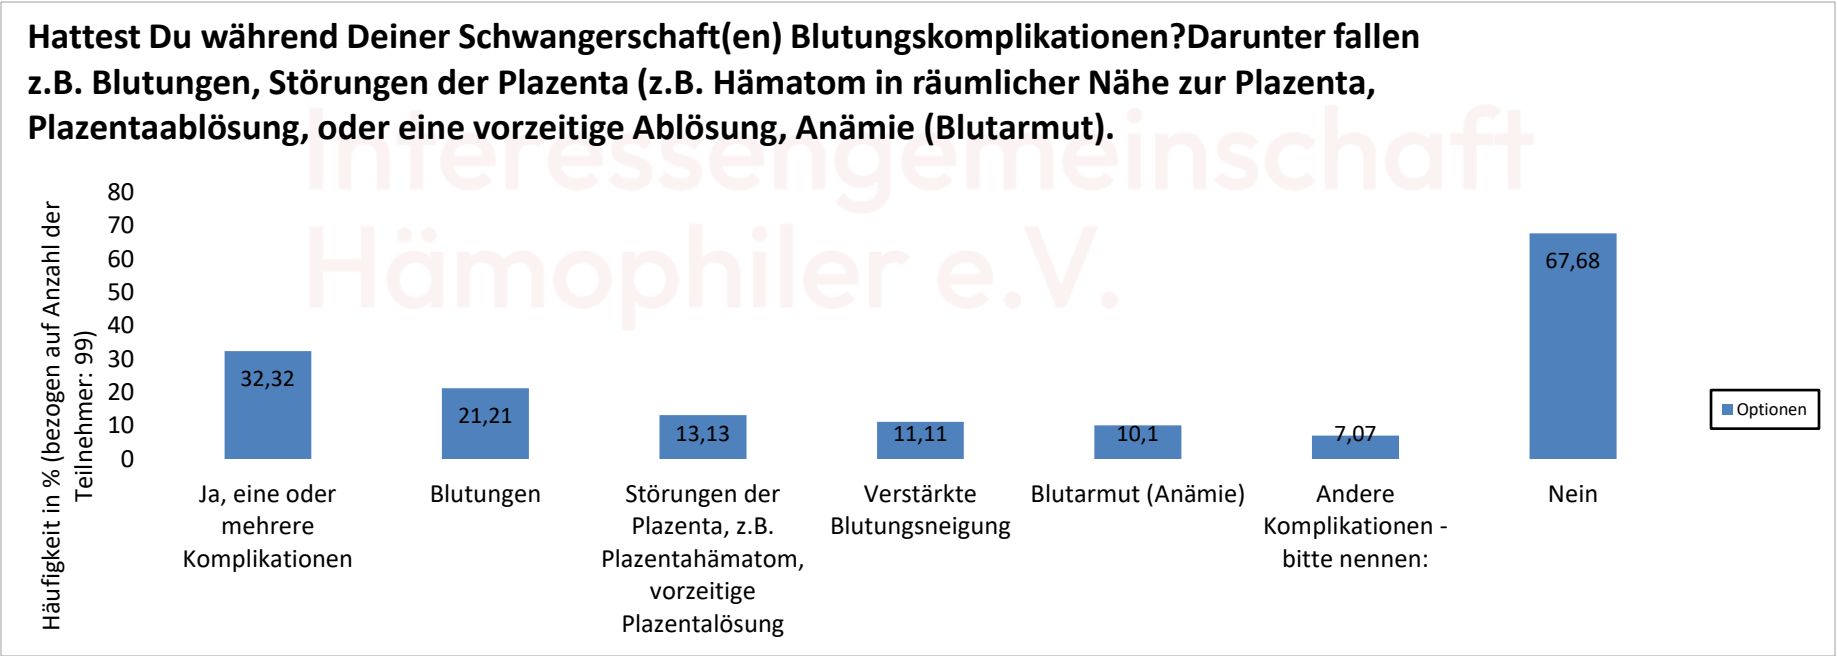 Hattest Du während Deiner Schwangerschaft(en) Blutungskomplikationen?Darunter fallen
z.B. Blutungen, Störungen der Plazenta (z.B. Hämatom in räumlicher Nähe zur Plazenta,
Plazentaablösung, oder eine vorzeitige Ablösung, Anämie (Blutarmut).
Interessengemeinschaft
Hämophiler e.V.
Häufigkeit in % (bezogen auf Anzahl der
Teilnehmer: 99)
80
70
60
50
40
30
20
10
0
32,32
21,21
13,13
11,11
10,1
7,07
67,68
Ja, eine oder
mehrere
Komplikationen
Blutungen
Störungen der
Plazenta, z.B.
Plazentahämatom,
vorzeitige
Plazentalösung
Verstärkte
Blutungsneigung
Blutarmut (Anämie)
Andere
Komplikationen -
bitte nennen:
Nein
Optionen